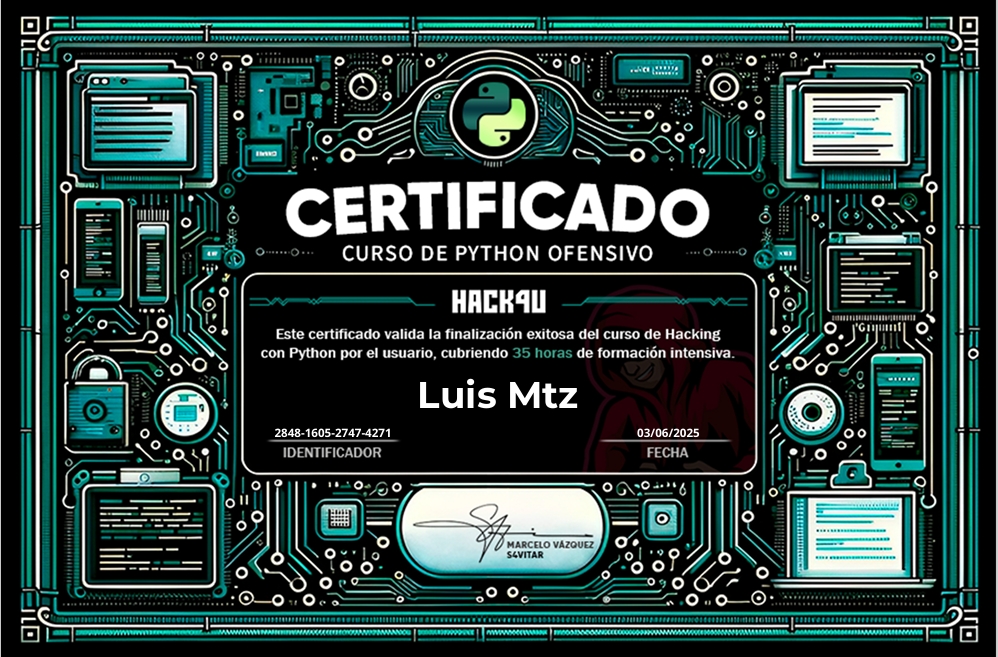 CERTIFICADO
CURSO DE PYTHON OFENSIVO
HACK4U
Este certificado valida la finalización exitosa del curso de Hacking
con Python por el usuario, cubriendo 35 horas de formación intensiva.
Luis Mtz
2848-1605-2747-4271
IDENTIFICADOR
03/06/2025
FECHA
MARCELO VÁZQUEZ
S4VITAR